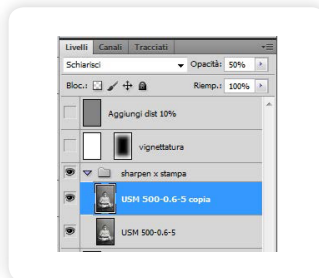 Livelli Canali Tracciati
Schiarisci Opacità: 50%
Bloc.: Riemp.: 100%
Aggiungi dist 10%
vignettatura
sharpen x stampa
USM 500-0.6-5 copia
USM 500-0.6-5